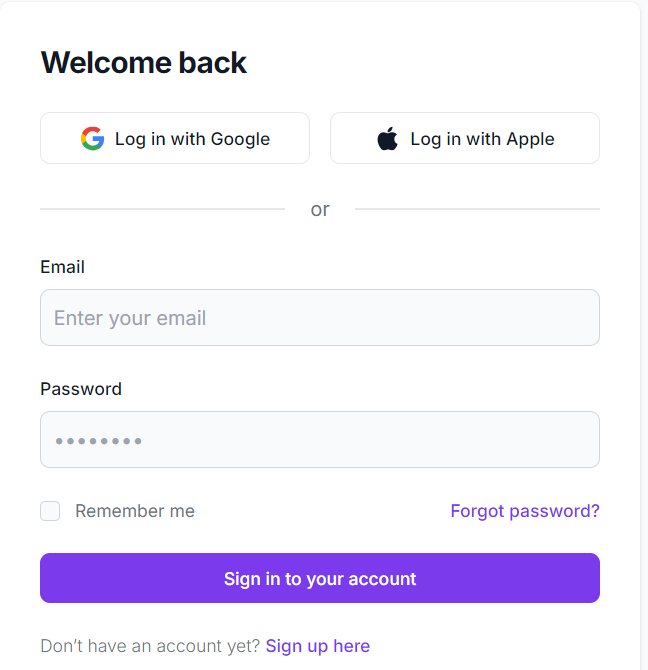 Welcome back
Log in with Google
Log in with Apple
or
Email
Enter your email
Password
••••••••
Remember me
Forgot password?
Sign in to your account
Don’t have an account yet? Sign up here